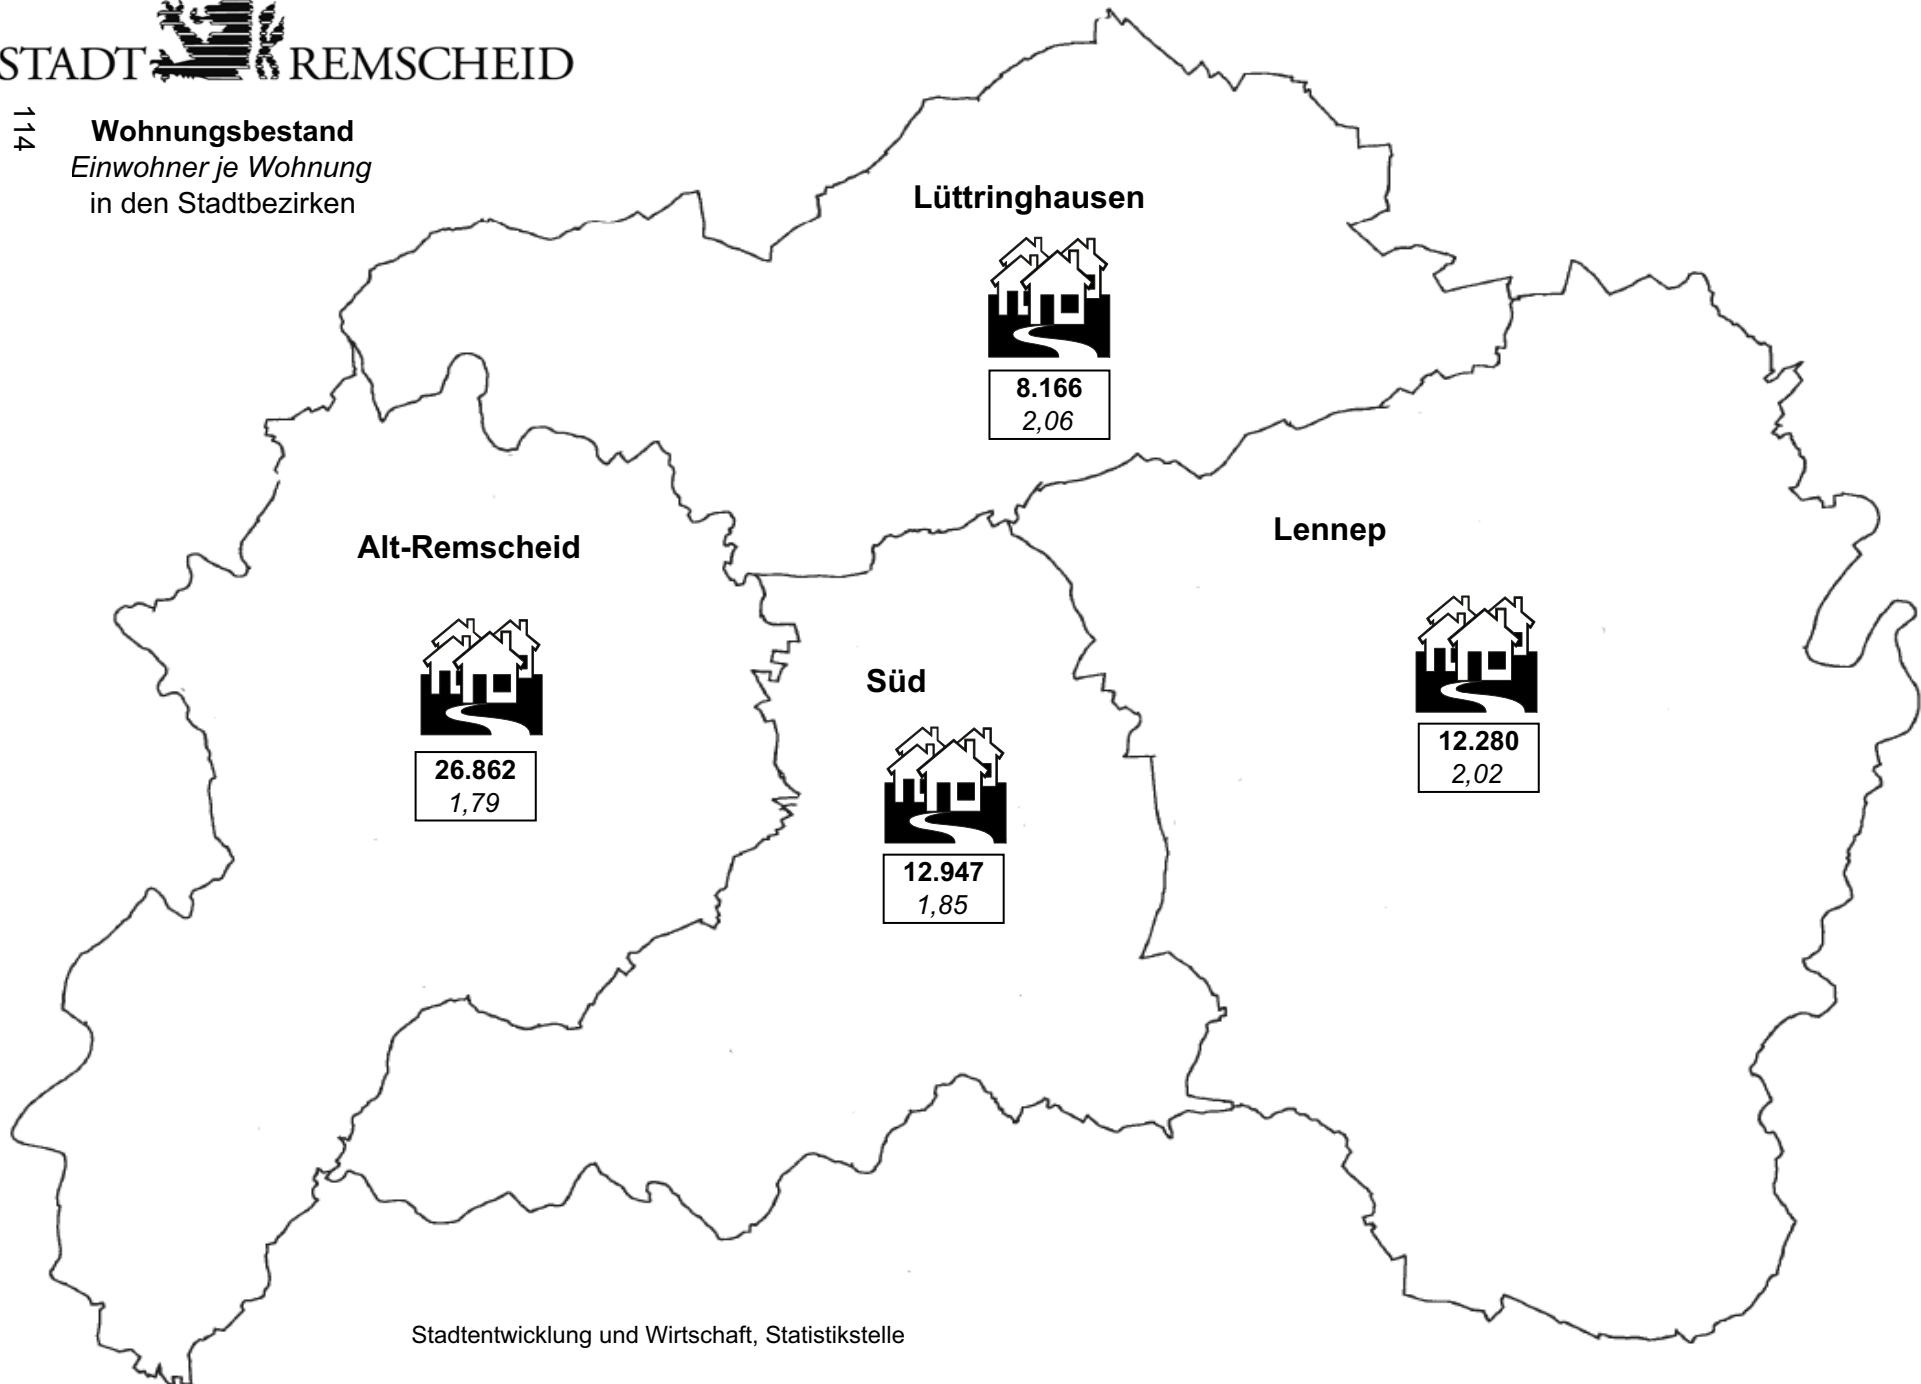 STADT REMSCHEID
114
Wohnungsbestand
Einwohner je Wohnung
in den Stadtbezirken
Lüttringhausen
8.166
2,06
Alt-Remscheid
26.862
1,79
Süd
12.947
1,85
Lennep
12.280
2,02
Stadtentwicklung und Wirtschaft, Statistikstelle